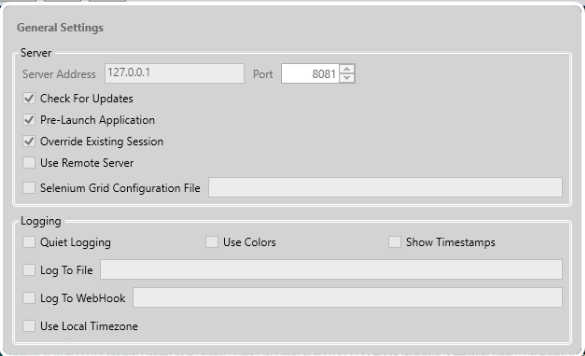 General Settings
Server
Server Address 127.0.0.1 Port 8081
Check For Updates
Pre-Launch Application
Override Existing Session
Use Remote Server
Selenium Grid Configuration File
Logging
Quiet Logging Use Colors Show Timestamps
Log To File
Log To WebHook
Use Local Timezone